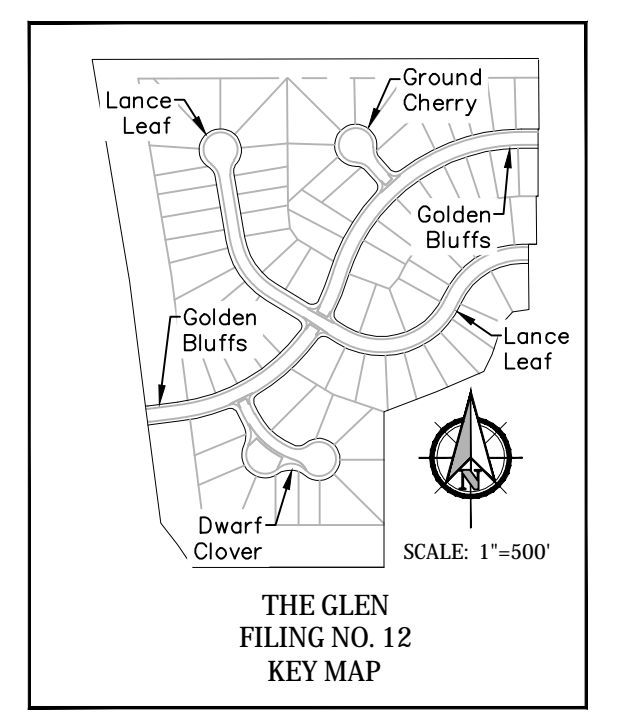 Ground
Cherry
Lance
Leaf
Golden
Bluffs
Golden
Bluffs
Lance
Leaf
N
Dwarf
Clover
SCALE: 1"=500'
THE GLEN
FILING NO. 12
KEY MAP